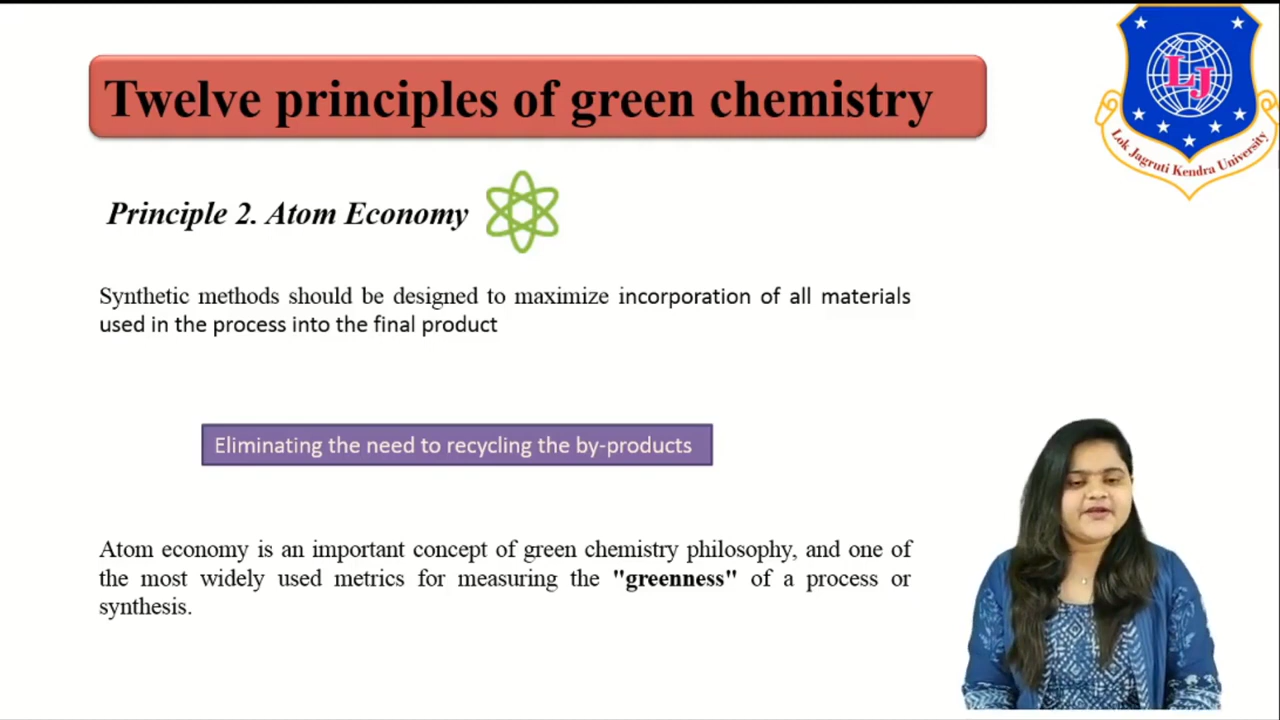 Twelve principles of green chemistry
LJ
Lok Jagruti Kendra University
Principle 2. Atom Economy
Synthetic methods should be designed to maximize incorporation of all materials
used in the process into the final product
Eliminating the need to recycling the by-products
Atom economy is an important concept of green chemistry philosophy, and one of
the most widely used metrics for measuring the "greenness" of a process or
synthesis.